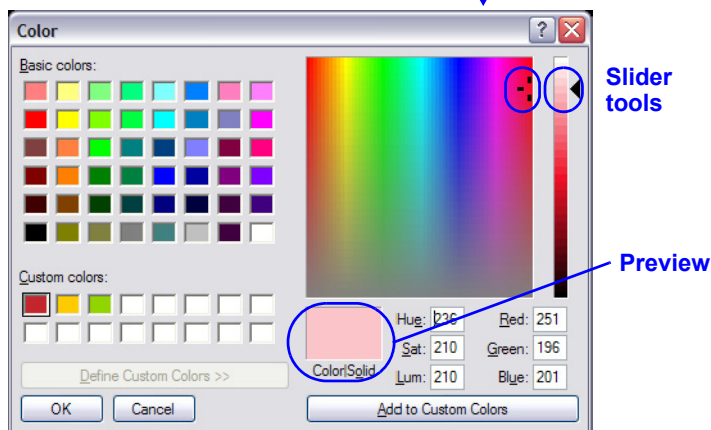 Color
?
X
Basic colors:
Slider
tools
Custom colors:
Preview
Hue: 236 Red: 251
Sat: 210 Green: 196
Color|Solid Lum: 210 Blue: 201
Define Custom Colors >>
OK Cancel Add to Custom Colors